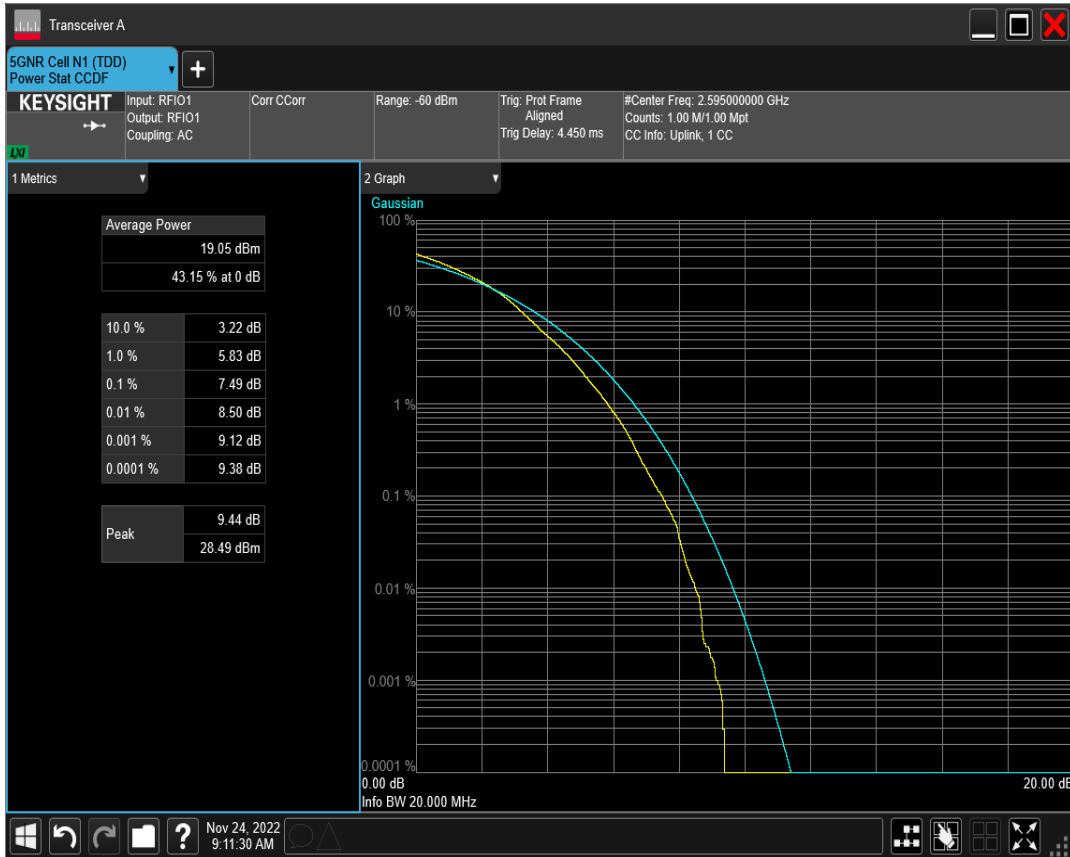 Transceiver A
5GNR Cell N1 (TDD)
Power Stat CCDF
+
KEYSIGHT
LXI
Input: RFIO1
Output: RFIO1
Coupling: AC
Corr CCorr
Range: -60 dBm
Trig: Prot Frame
Aligned
Trig Delay: 4.450 ms
#Center Freq: 2.595000000 GHz
Counts: 1.00 M/1.00 Mpt
CC Info: Uplink, 1 CC
1 Metrics
Average Power
19.05 dBm
43.15 % at 0 dB
10.0 % 3.22 dB
1.0 % 5.83 dB
0.1 % 7.49 dB
0.01 % 8.50 dB
0.001 % 9.12 dB
0.0001 % 9.38 dB
Peak
9.44 dB
28.49 dBm
2 Graph
Gaussian
100 %
10 %
1 %
0.1 %
0.01 %
0.001 %
0.0001 %
0.00 dB 20.00 dB
Info BW 20.000 MHz
?
Nov 24, 2022
9:11:30 AM